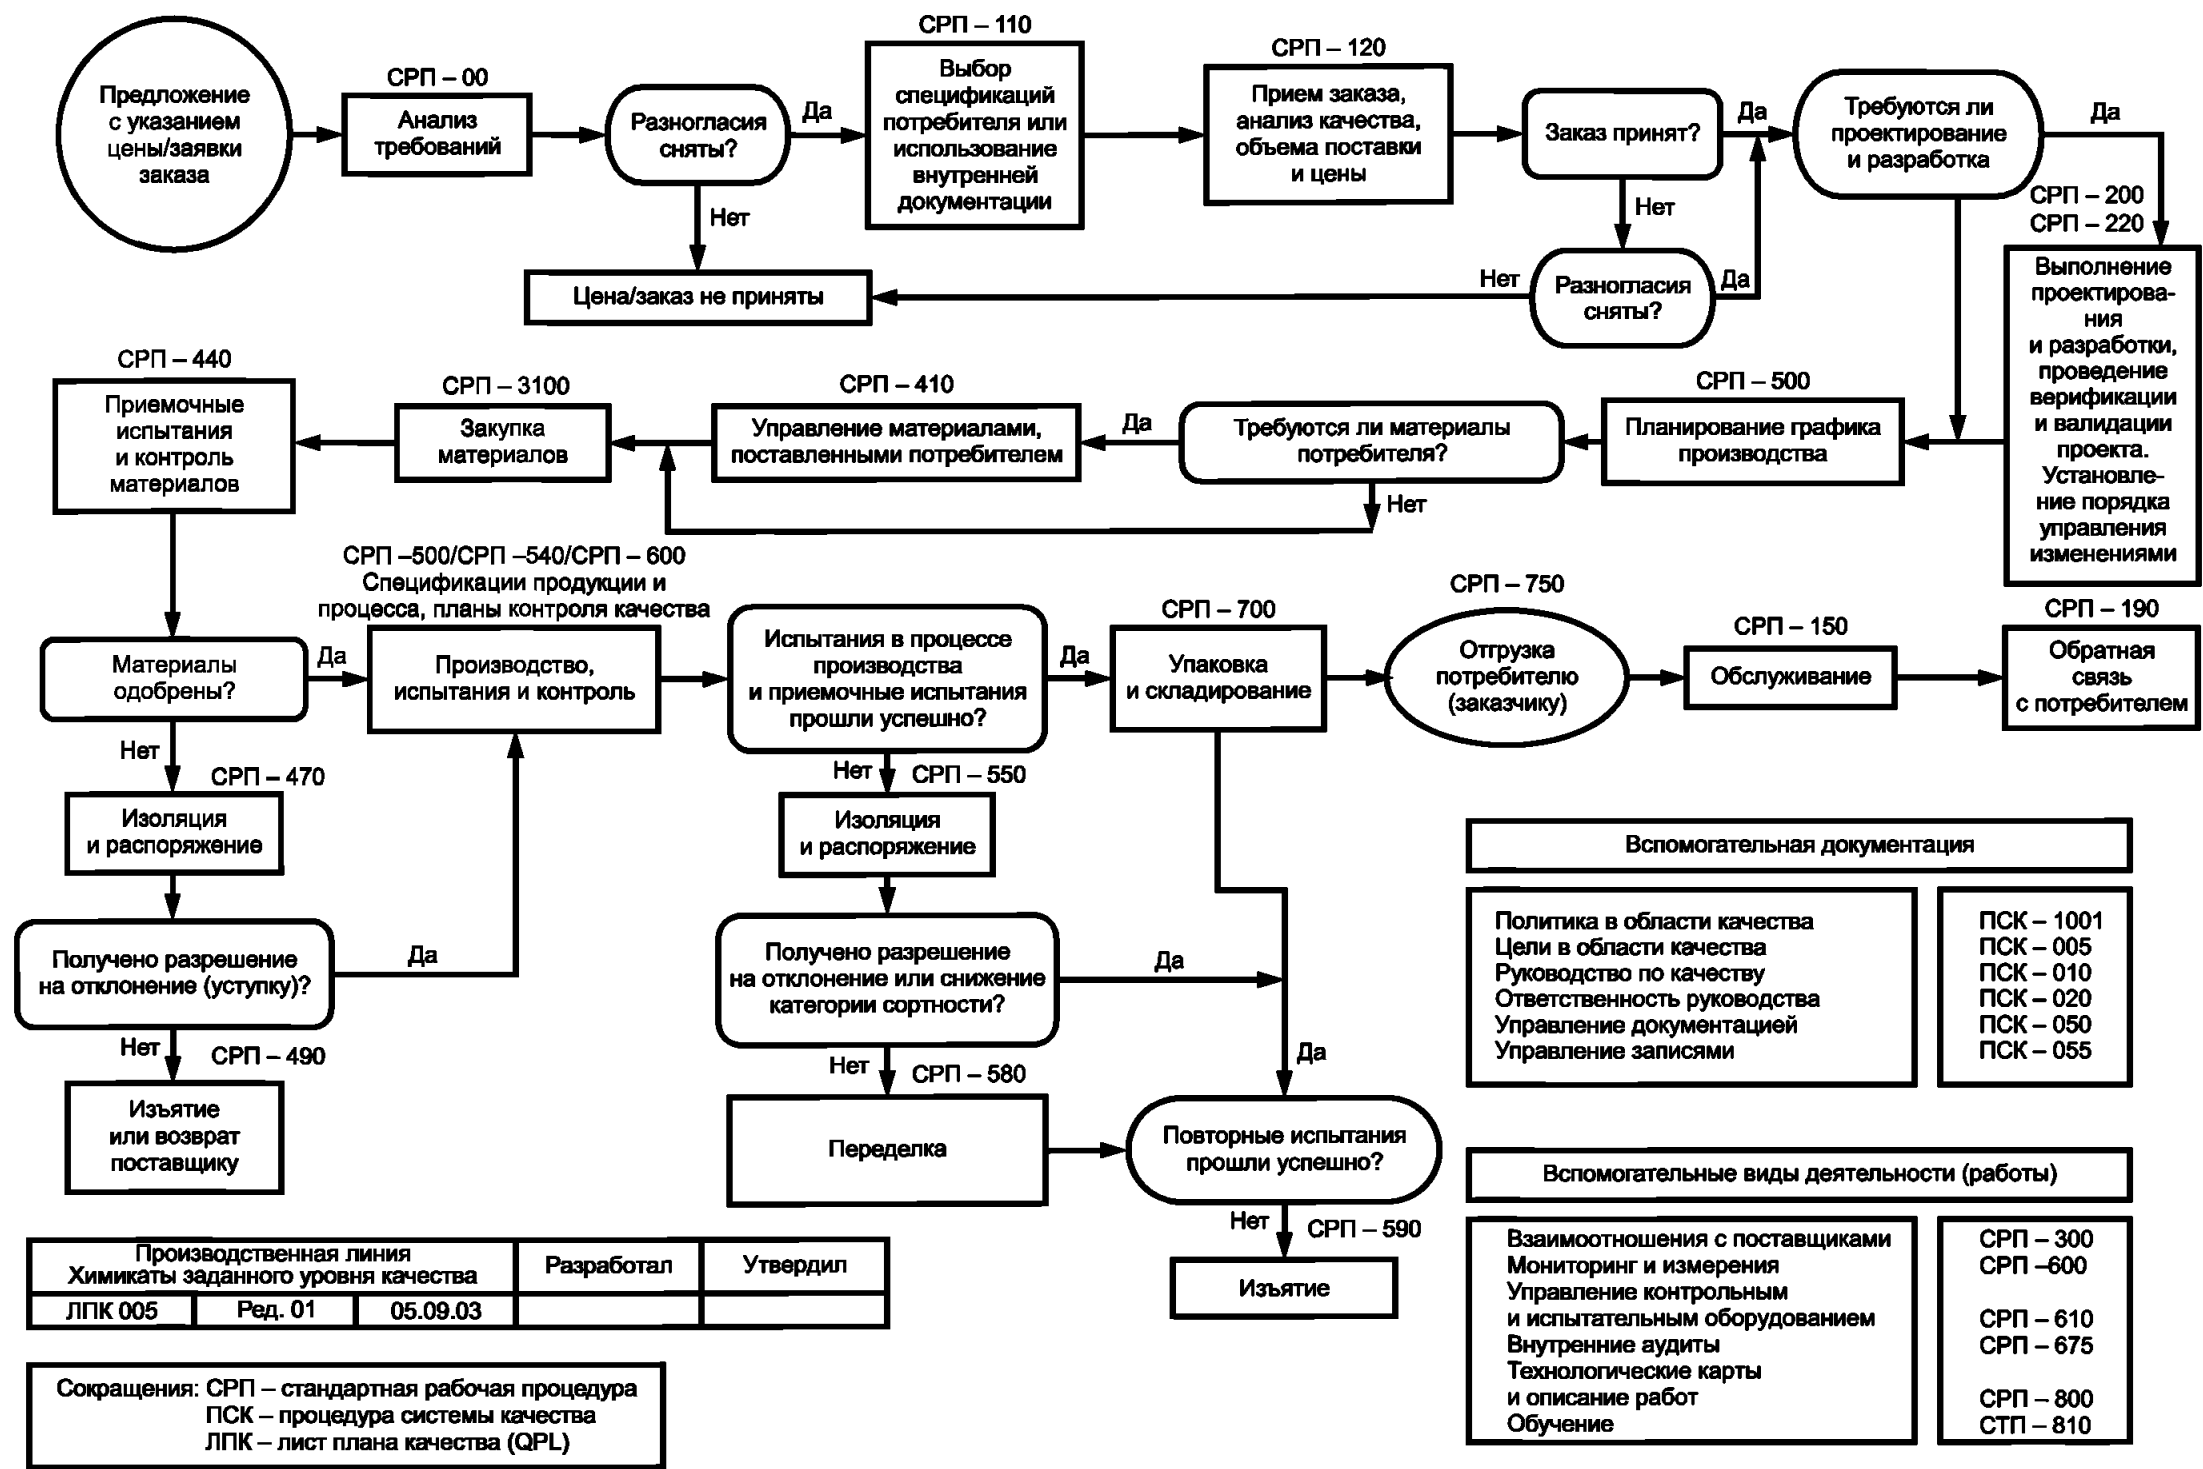 Предложение
с указанием
цены/заявки
заказа
СРП – 00
Анализ
требований
Разногласия
сняты?
Да
Нет
СРП – 110
Выбор
спецификаций
потребителя или
использование
внутренней
документации
СРП – 120
Прием заказа,
анализ качества,
объема поставки
и цены
Заказ принят?
Да
Нет
Требуются ли
проектирование
и разработка
Да
Цена/заказ не приняты
Нет
Разногласия
сняты?
Да
СРП – 200
СРП – 220
Выполнение
проектирова-
ния
и разработки,
проведение
верификации
и валидации
проекта.
Установле-
ние порядка
управления
изменениями
СРП – 500
Планирование графика
производства
Требуются ли материалы
потребителя?
Да
Нет
СРП – 410
Управление материалами,
поставленными потребителем
СРП – 3100
Закупка
материалов
СРП – 440
Приемочные
испытания
и контроль
материалов
Материалы
одобрены?
Да
Нет
СРП –500/СРП –540/СРП – 600
Спецификации продукции и
процесса, планы контроля качества
Производство,
испытания и контроль
Испытания в процессе
производства
и приемочные испытания
прошли успешно?
Да
Нет
СРП – 700
Упаковка
и складирование
СРП – 750
Отгрузка
потребителю
(заказчику)
СРП – 150
Обслуживание
СРП – 190
Обратная
связь
с потребителем
СРП – 470
Изоляция
и распоряжение
Получено разрешение
на отклонение (уступку)?
Да
Нет
СРП – 490
Изъятие
или возврат
поставщику
СРП – 550
Изоляция
и распоряжение
Получено разрешение
на отклонение или снижение
категории сортности?
Да
Нет
СРП – 580
Переделка
Да
Повторные испытания
прошли успешно?
Нет
СРП – 590
Изъятие
Вспомогательная документация
Политика в области качества ПСК – 1001
Цели в области качества ПСК – 005
Руководство по качеству ПСК – 010
Ответственность руководства ПСК – 020
Управление документацией ПСК – 050
Управление записями ПСК – 055
Вспомогательные виды деятельности (работы)
Взаимоотношения с поставщиками СРП – 300
Мониторинг и измерения СРП –600
Управление контрольным
и испытательным оборудованием СРП – 610
Внутренние аудиты СРП – 675
Технологические карты
и описание работ СРП – 800
Обучение СТП – 810
Производственная линия
Химикаты заданного уровня качества
Разработал
Утвердил
ЛПК 005 Ред. 01 05.09.03
Сокращения: СРП – стандартная рабочая процедура
ПСК – процедура системы качества
ЛПК – лист плана качества (QPL)